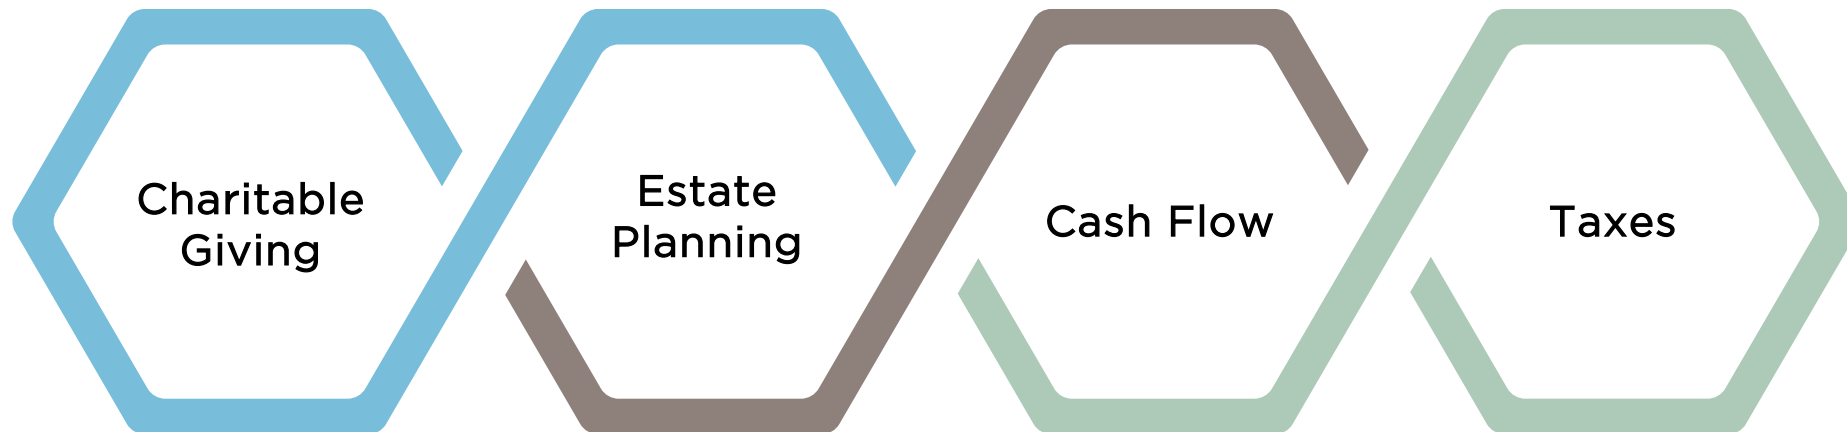 Charitable
Giving
Estate
Planning
Cash Flow
Taxes